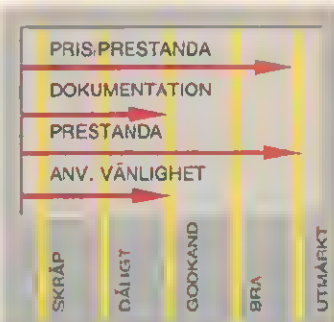 PRIS/PRESTANDA
DOKUMENTATION
PRESTANDA
ANV. VÄNLIGHET
SKRÄP
DÅLIGT
GODKÄND
BRA
UTMÄRKT